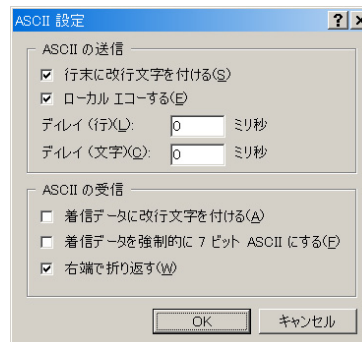 ASCII 設定
ASCII の送信
行末に改行文字を付ける(S)
ローカル エコーする(E)
ディレイ (行)(L): 0 ミリ秒
ディレイ (文字)(C): 0 ミリ秒
ASCII の受信
着信データに改行文字を付ける(A)
着信データを強制的に 7 ビット ASCII にする(F)
右端で折り返す(W)
OK キャンセル